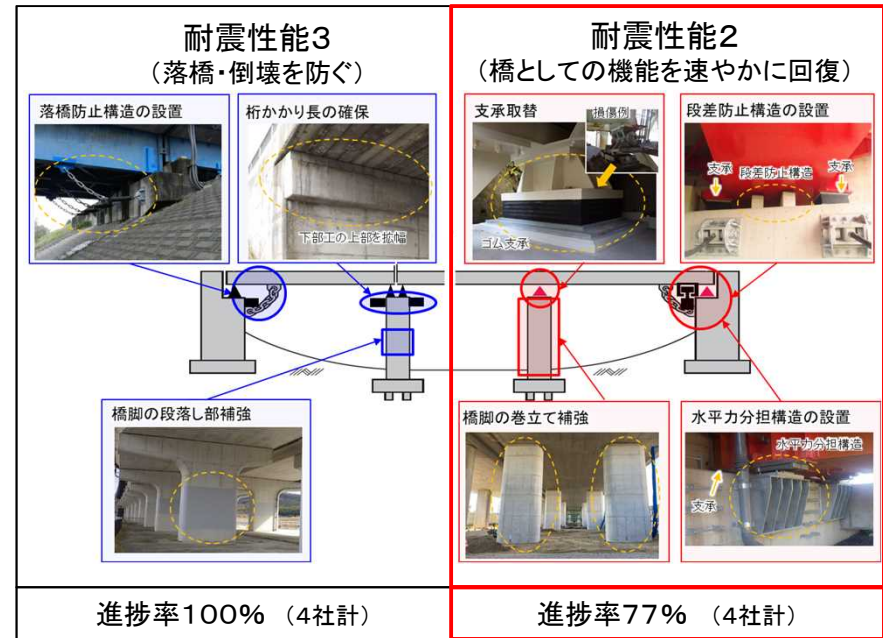 耐震性能3
(落橋・倒壊を防ぐ)
落橋防止構造の設置
桁かかり長の確保
下部工の上部を拡幅
橋脚の段落し部補強
進捗率100% (4社計)
耐震性能2
(橋としての機能を速やかに回復)
支承取替
損傷例
ゴム支承
段差防止構造の設置
支承
段差防止構造
支承
橋脚の巻立て補強
水平力分担構造の設置
水平力分担構造
支承
進捗率77% (4社計)